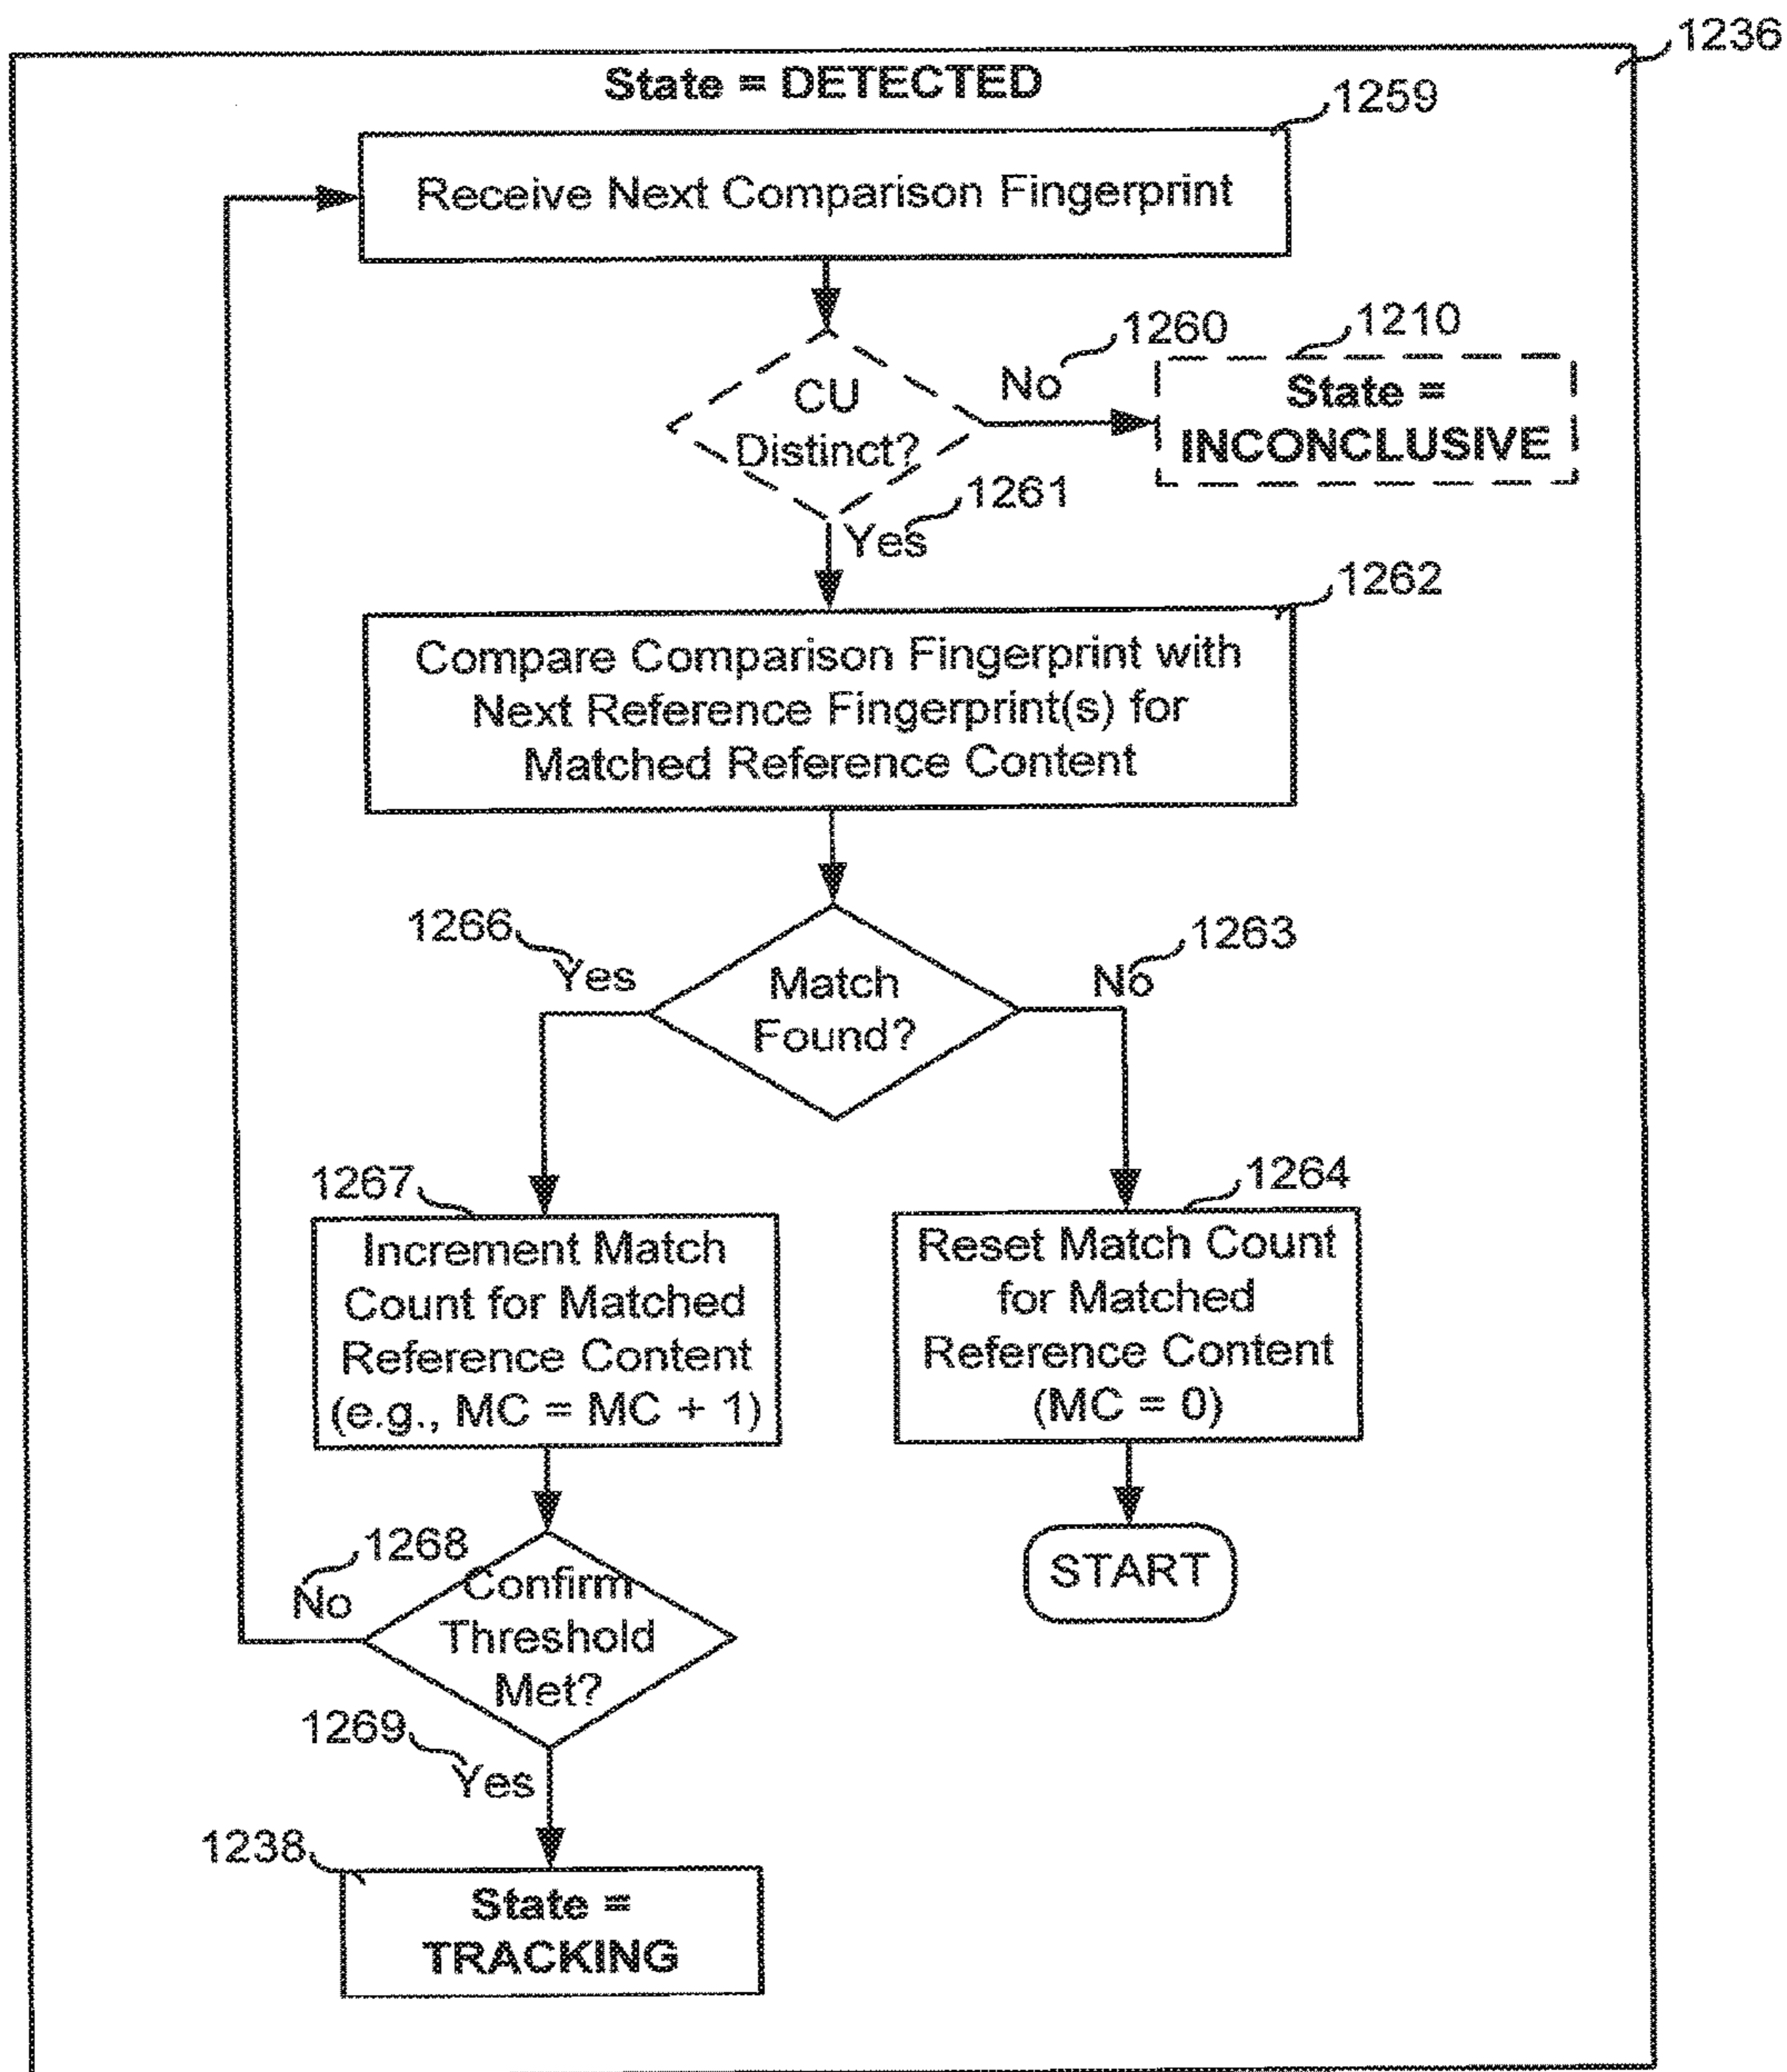 1236
State = DETECTED
1259
Receive Next Comparison Fingerprint
1260
1210
CU
Distinct?
No
State =
INCONCLUSIVE
1261
Yes
1262
Compare Comparison Fingerprint with
Next Reference Fingerprint(s) for
Matched Reference Content
1266
Yes
1263
No
Match
Found?
1267
Increment Match
Count for Matched
Reference Content
(e.g., MC = MC + 1)
1264
Reset Match Count
for Matched
Reference Content
(MC = 0)
START
1268
No
Confirm
Threshold
Met?
1269
Yes
1238
State =
TRACKING